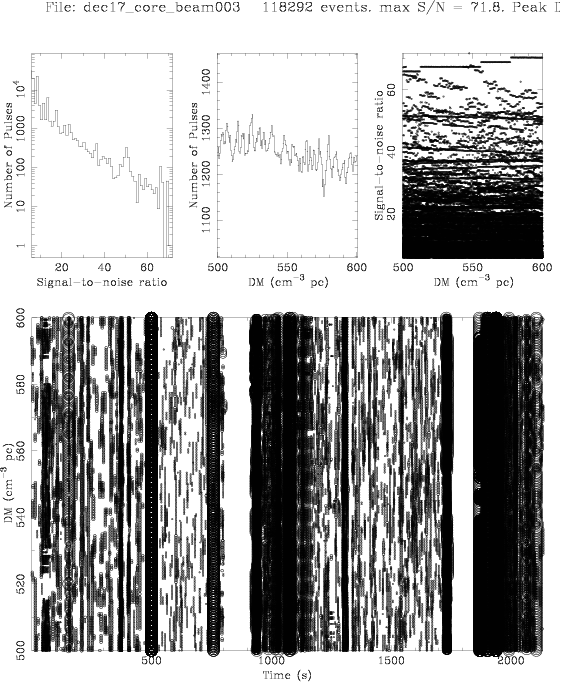 File: dec17_core_beam003 118292 events. max S/N = 71.8. Peak D
10⁴
1000
100
10
1
Number of Pulses
20 40 60
Signal-to-noise ratio
1400
1300
1200
1100
Number of Pulses
500 550 600
DM (cm⁻³ pc)
60
40
20
Signal-to-noise ratio
500 550 600
DM (cm⁻³ pc)
600
580
560
540
520
500
DM (cm⁻³ pc)
500 1000 1500 2000
Time (s)